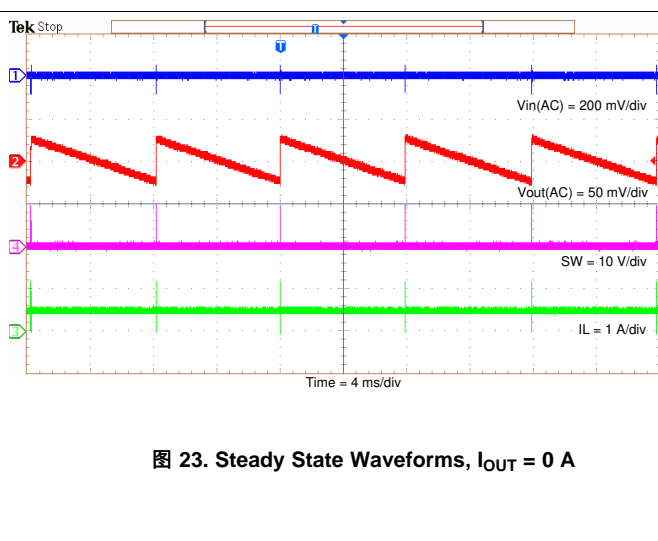 Tek Stop
T
T
1
Vin(AC) = 200 mV/div
2
Vout(AC) = 50 mV/div
4
SW = 10 V/div
3
IL = 1 A/div
Time = 4 ms/div
图 23. Steady State Waveforms, IOUT = 0 A